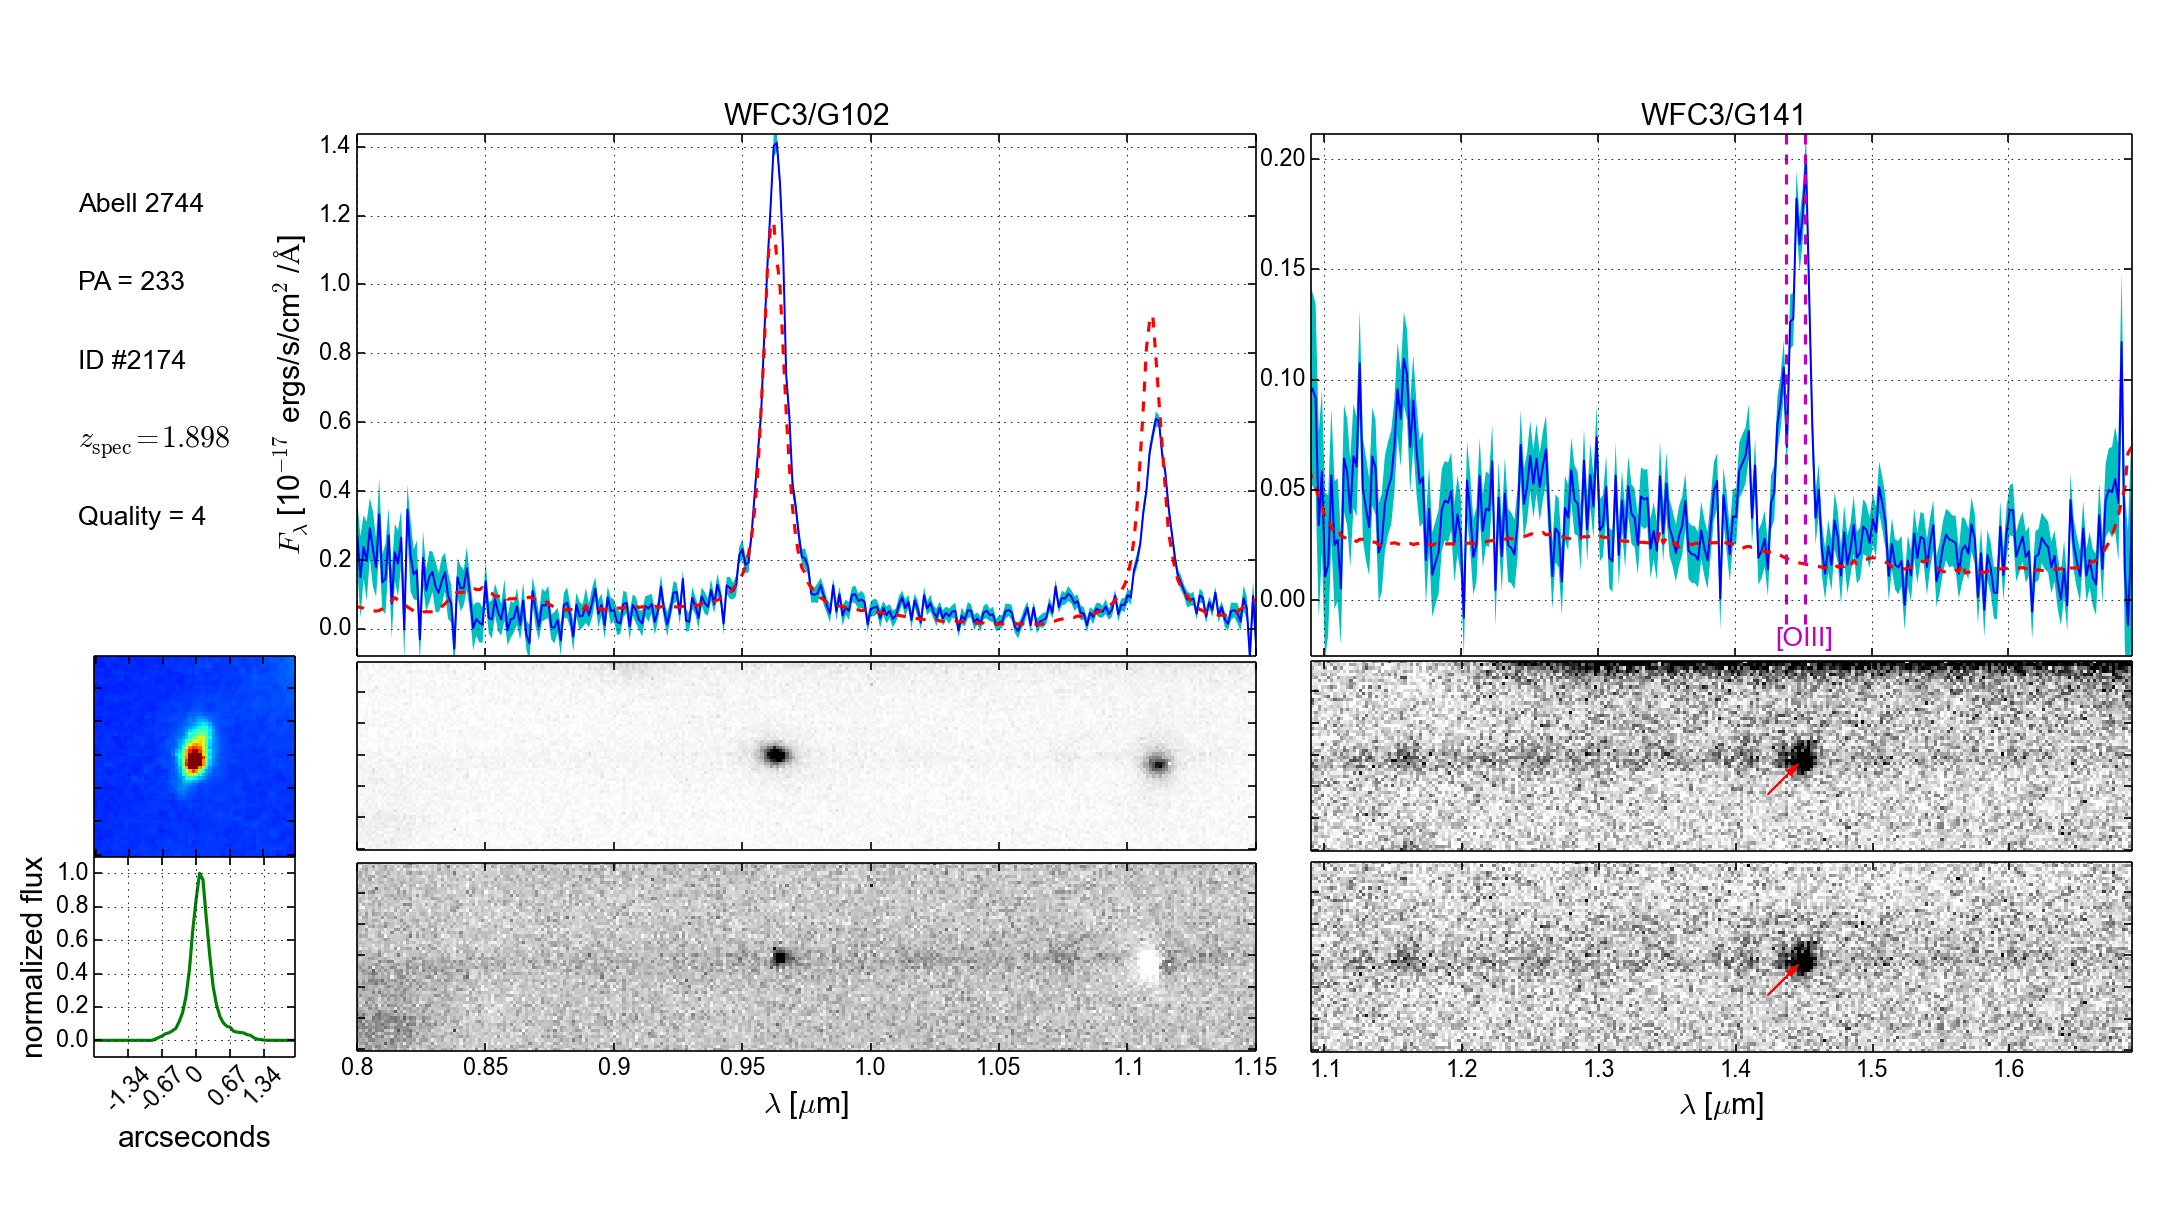 WFC3/G102
WFC3/G141
Abell 2744
PA = 233
ID #2174
z_spec = 1.898
Quality = 4
F_λ [10^−17 ergs/s/cm^2 /Å]
1.4
1.2
1.0
0.8
0.6
0.4
0.2
0.0
0.20
0.15
0.10
0.05
0.00
[OIII]
normalized flux
1.0
0.8
0.6
0.4
0.2
0.0
-1.34 -0.67 0 0.67 1.34
arcseconds
0.8 0.85 0.9 0.95 1.0 1.05 1.1 1.15
λ [μm]
1.1 1.2 1.3 1.4 1.5 1.6
λ [μm]